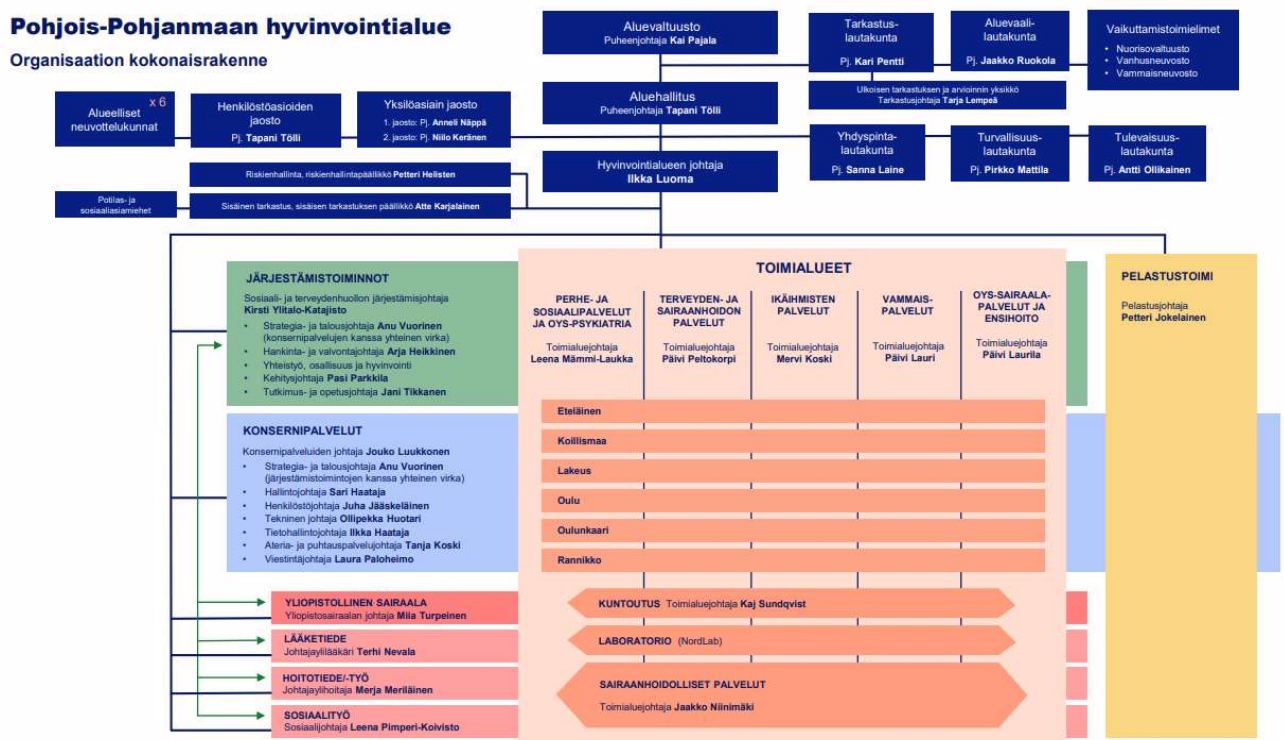 Pohjois-Pohjanmaan hyvinvointialue
Organisaation kokonaisrakenne
Aluevaltuusto
Puheenjohtaja Kai Pajala
Tarkastus-
lautakunta
Pj. Kari Pentti
Aluevaali-
lautakunta
Pj. Jaakko Ruokola
Vaikuttamistoimielimet
• Nuorisovaltuusto
• Vanhusneuvosto
• Vammaisneuvosto
Ulkoisen tarkastuksen ja arvioinnin yksikkö
Tarkastusjohtaja Tarja Lempeä
x 6
Alueelliset
neuvottelukunnat
Henkilöstöasioiden
jaosto
Pj. Tapani Tölli
Yksilöasiain jaosto
1. jaosto: Pj. Anneli Näppä
2. jaosto: Pj. Niilo Keränen
Aluehallitus
Puheenjohtaja Tapani Tölli
Yhdyspinta-
lautakunta
Pj. Sanna Laine
Turvallisuus-
lautakunta
Pj. Pirkko Mattila
Tulevaisuus-
lautakunta
Pj. Antti Ollikainen
Hyvinvointialueen johtaja
Ilkka Luoma
Riskienhallinta, riskienhallintapäällikkö Petteri Helisten
Potilas- ja
sosiaaliasiamiehet
Sisäinen tarkastus, sisäisen tarkastuksen päällikkö Atte Karjalainen
JÄRJESTÄMISTOIMINNOT
Sosiaali- ja terveydenhuollon järjestämisjohtaja
Kirsti Ylitalo-Katajisto
• Strategia- ja talousjohtaja Anu Vuorinen
(konsernipalvelujen kanssa yhteinen virka)
• Hankinta- ja valvontajohtaja Arja Heikkinen
• Yhteistyö, osallisuus ja hyvinvointi
• Kehitysjohtaja Pasi Parkkila
• Tutkimus- ja opetusjohtaja Jani Tikkanen
KONSERNIPALVELUT
Konsernipalveluiden johtaja Jouko Luukkonen
• Strategia- ja talousjohtaja Anu Vuorinen
(järjestämistoimintojen kanssa yhteinen virka)
• Hallintojohtaja Sari Haataja
• Henkilöstöjohtaja Juha Jääskeläinen
• Tekninen johtaja Ollipekka Huotari
• Tietohallintojohtaja Ilkka Haataja
• Ateria- ja puhtauspalvelujohtaja Tanja Koski
• Viestintäjohtaja Laura Paloheimo
YLIOPISTOLLINEN SAIRAALA
Yliopistosairaalan johtaja Miia Turpeinen
LÄÄKETIEDE
Johtajaylilääkäri Terhi Nevala
HOITOTIEDE/-TYÖ
Johtajaylihoitaja Merja Meriläinen
SOSIAALITYÖ
Sosiaalijohtaja Leena Pimperi-Koivisto
TOIMIALUEET
PERHE- JA
SOSIAALIPALVELUT
JA OYS-PSYKIATRIA
Toimialuejohtaja
Leena Mämmi-Laukka
TERVEYDEN- JA
SAIRAANHOIDON
PALVELUT
Toimialuejohtaja
Päivi Peltokorpi
IKÄIHMISTEN
PALVELUT
Toimialuejohtaja
Mervi Koski
VAMMAIS-
PALVELUT
Toimialuejohtaja
Päivi Lauri
OYS-SAIRAALA-
PALVELUT JA
ENSIHOITO
Toimialuejohtaja
Päivi Laurila
Eteläinen
Koillismaa
Lakeus
Oulu
Oulunkaari
Rannikko
KUNTOUTUS Toimialuejohtaja Kaj Sundqvist
LABORATORIO (NordLab)
SAIRAANHOIDOLLISET PALVELUT
Toimialuejohtaja Jaakko Niinimäki
PELASTUSTOIMI
Pelastusjohtaja
Petteri Jokelainen